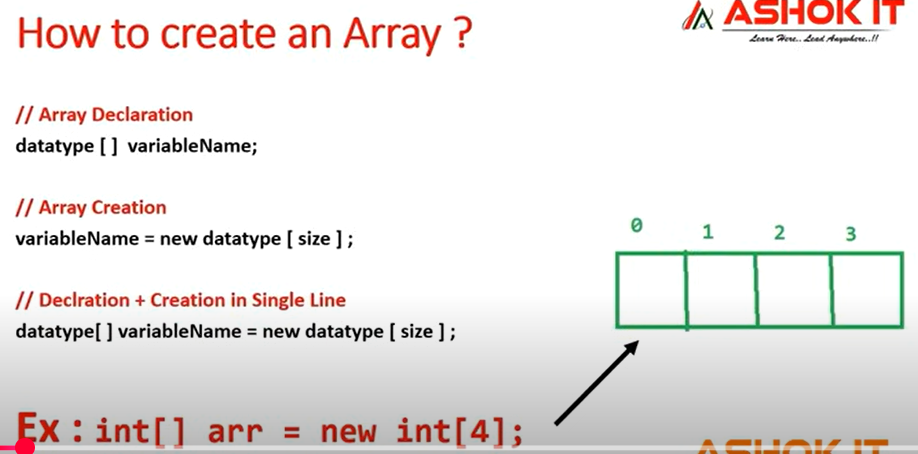 How to create an Array ?
ASHOK IT
Learn Here.. Lead Anywhere..!!
// Array Declaration
datatype [ ] variableName;
// Array Creation
variableName = new datatype [ size ] ;
// Declration + Creation in Single Line
datatype[ ] variableName = new datatype [ size ] ;
0 1 2 3
Ex : int[] arr = new int[4];
ASHOK IT